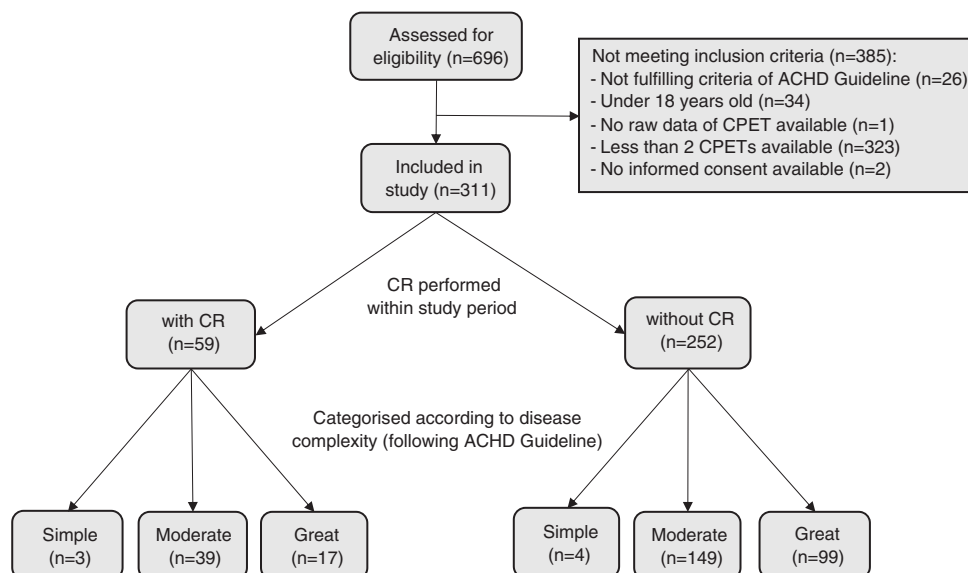 Assessed for
eligibility (n=696)
Not meeting inclusion criteria (n=385):
- Not fulfilling criteria of ACHD Guideline (n=26)
- Under 18 years old (n=34)
- No raw data of CPET available (n=1)
- Less than 2 CPETs available (n=323)
- No informed consent available (n=2)
Included in
study (n=311)
CR performed
within study period
with CR
(n=59)
without CR
(n=252)
Categorised according to disease
complexity (following ACHD Guideline)
Simple
(n=3)
Moderate
(n=39)
Great
(n=17)
Simple
(n=4)
Moderate
(n=149)
Great
(n=99)